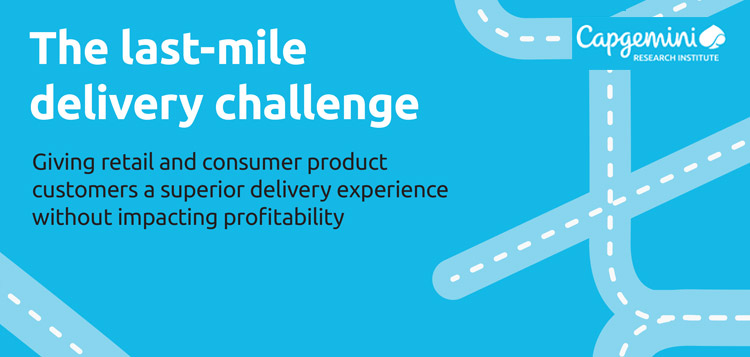 The last-mile
delivery challenge
Capgemini
RESEARCH INSTITUTE
Giving retail and consumer product
customers a superior delivery experience
without impacting profitability